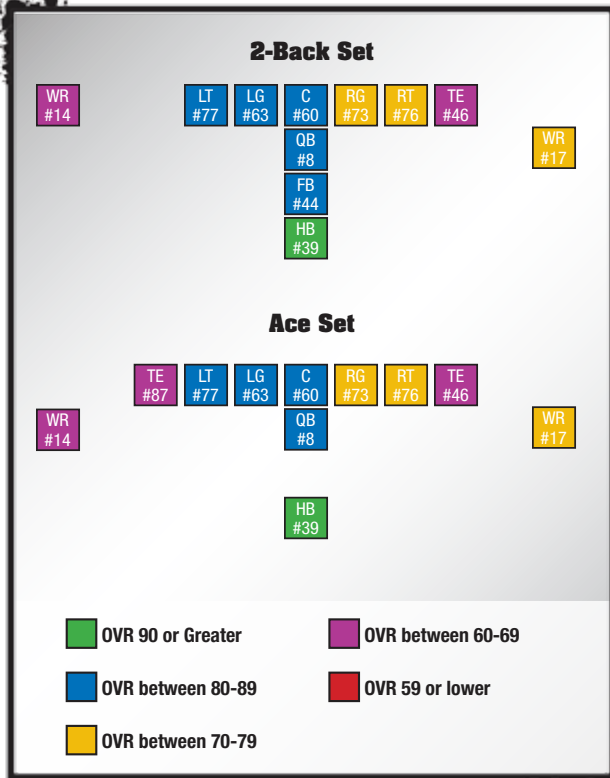 2-Back Set
WR LT LG C RG RT TE
#14 #77 #63 #60 #73 #76 #46
QB WR
#8 #17
FB
#44
HB
#39
Ace Set
TE LT LG C RG RT TE
#87 #77 #63 #60 #73 #76 #46
WR QB WR
#14 #8 #17
HB
#39
OVR 90 or Greater OVR between 60-69
OVR between 80-89 OVR 59 or lower
OVR between 70-79